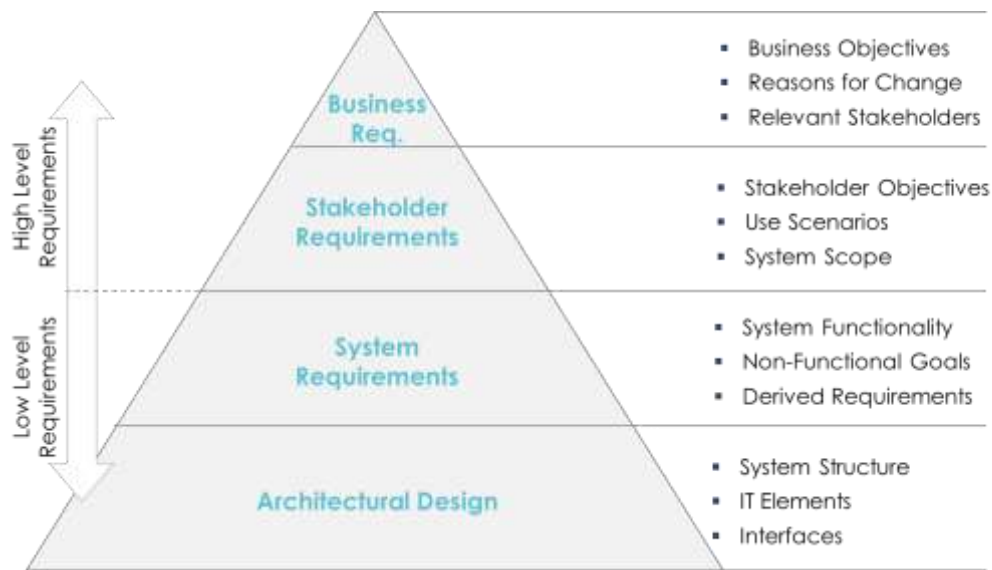 Business Objectives
Reasons for Change
Relevant Stakeholders
Business
Req.
Stakeholder
Requirements
Stakeholder Objectives
Use Scenarios
System Scope
High Level
Requirements
System
Requirements
System Functionality
Non-Functional Goals
Derived Requirements
Low Level
Requirements
Architectural Design
System Structure
IT Elements
Interfaces